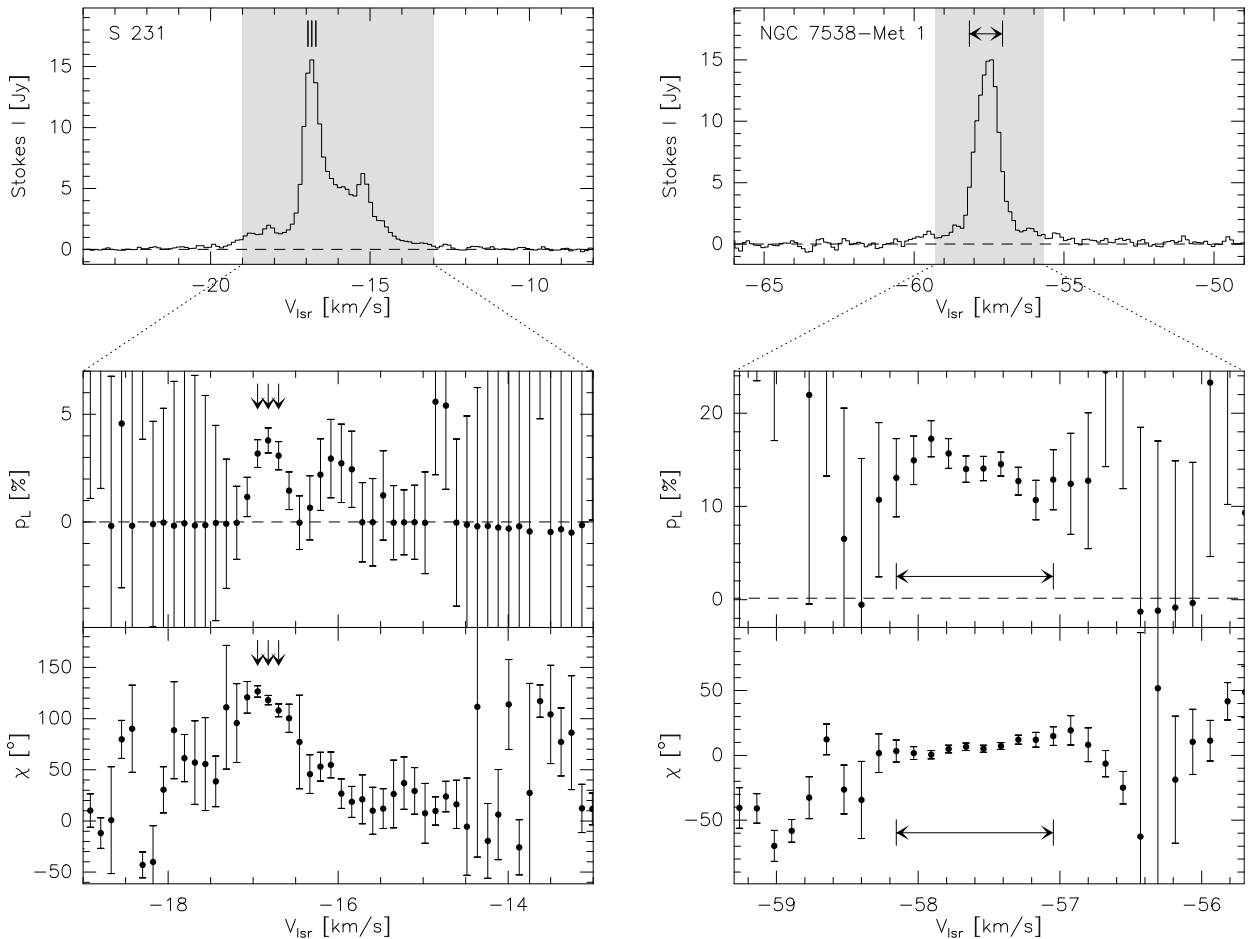 S 231
15
10
5
0
Stokes I [Jy]
−20
−15
−10
V_lsr [km/s]
NGC 7538−Met 1
15
10
5
0
Stokes I [Jy]
−65
−60
−55
−50
V_lsr [km/s]
5
0
p_L [%]
150
100
50
0
−50
χ [°]
−18
−16
−14
V_lsr [km/s]
20
10
0
p_L [%]
50
0
−50
χ [°]
−59
−58
−57
−56
V_lsr [km/s]